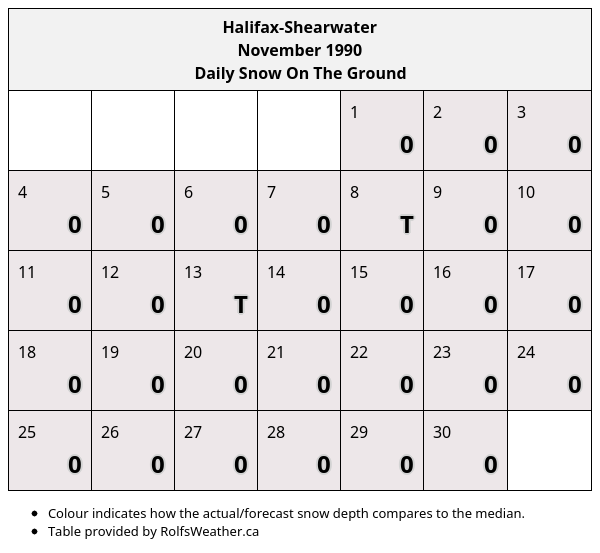 Halifax-Shearwater
November 1990
Daily Snow On The Ground
1 2 3
0 0 0
4 5 6 7 8 9 10
0 0 0 0 T 0 0
11 12 13 14 15 16 17
0 0 T 0 0 0 0
18 19 20 21 22 23 24
0 0 0 0 0 0 0
25 26 27 28 29 30
0 0 0 0 0 0
• Colour indicates how the actual/forecast snow depth compares to the median.
• Table provided by RolfsWeather.ca